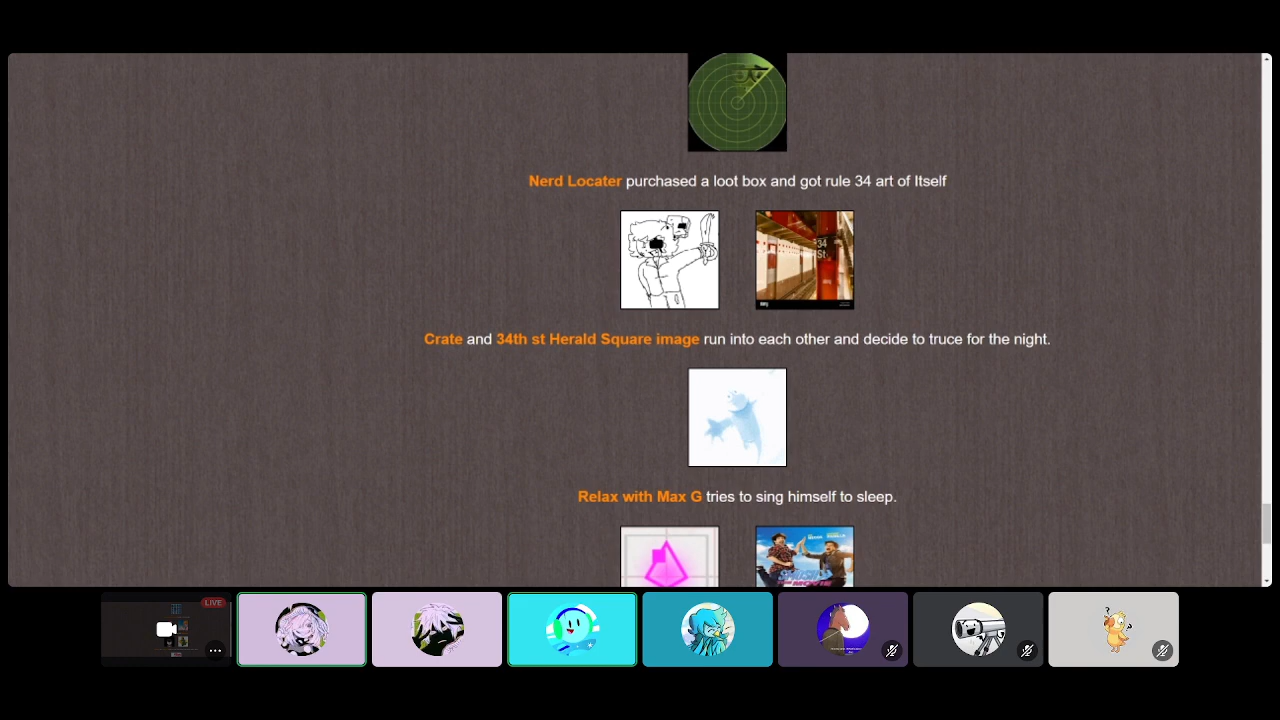 Nerd Locater purchased a loot box and got rule 34 art of Itself
34
St
Crate and 34th st Herald Square image run into each other and decide to truce for the night.
Relax with Max G tries to sing himself to sleep.
LIVE